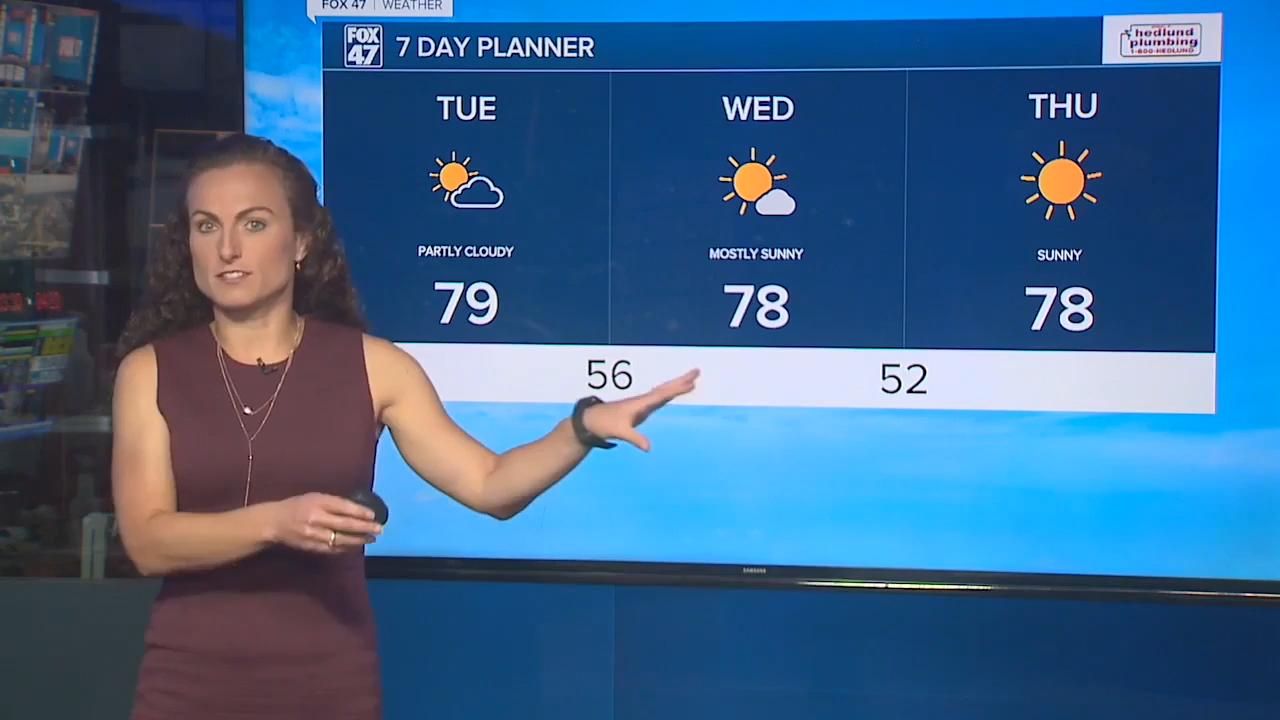 FOX 47 | WEATHER
FOX 47
7 DAY PLANNER
hedlund
plumbing
1-800-HEDLUND
TUE
WED
THU
PARTLY CLOUDY
MOSTLY SUNNY
SUNNY
79
78
78
56
52
SAMSUNG